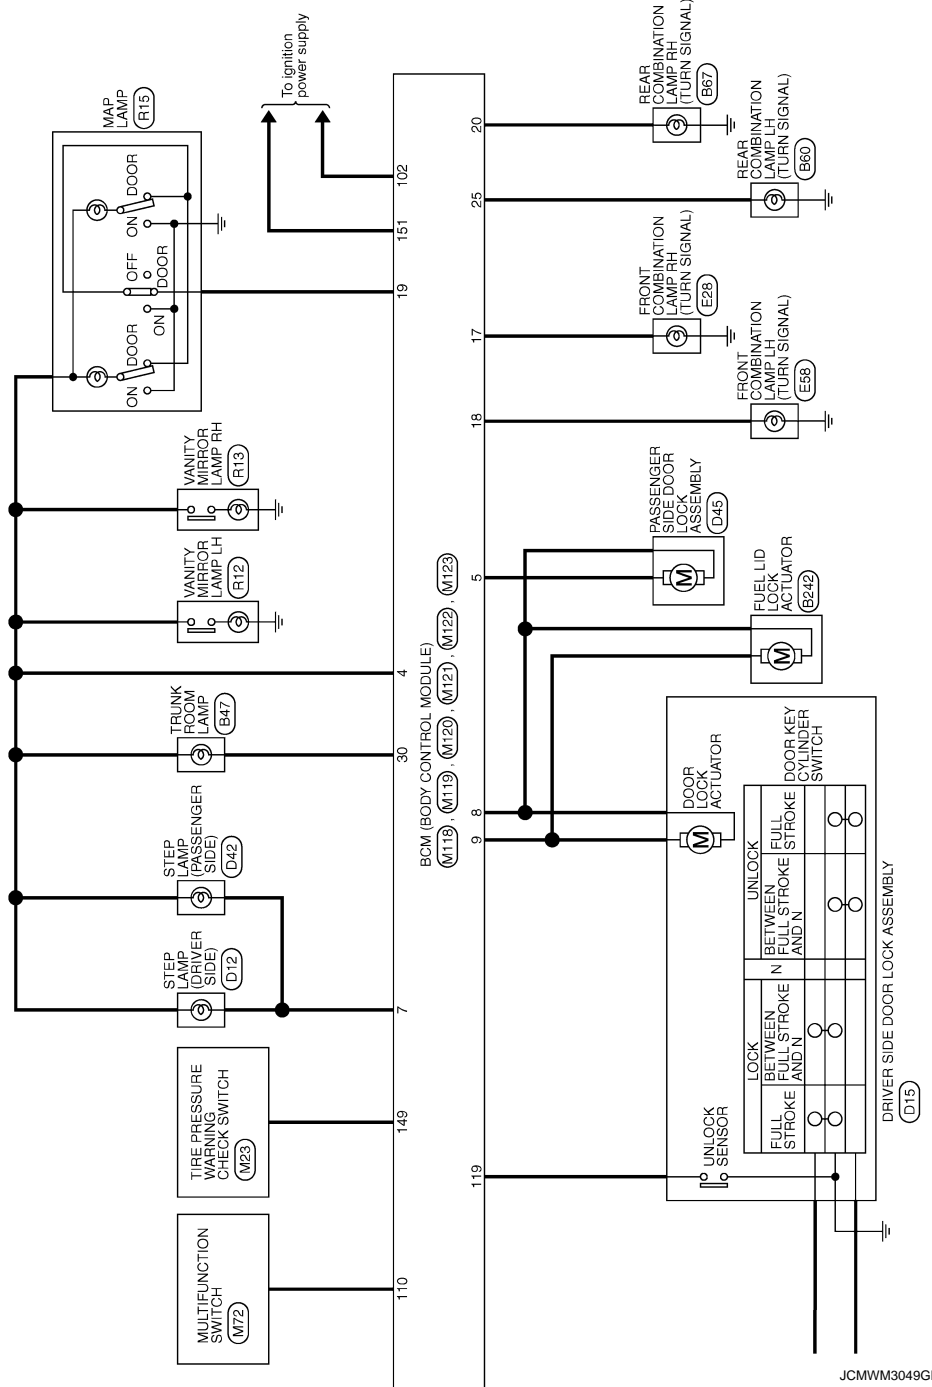 To ignition
power supply
MAP
LAMP
R15
ON
DOOR
ON
OFF
DOOR
ON
DOOR
VANITY
MIRROR
LAMP RH
R13
VANITY
MIRROR
LAMP LH
R12
TRUNK
ROOM
LAMP
B47
STEP
LAMP
(PASSENGER
SIDE)
D42
STEP
LAMP
(DRIVER
SIDE)
D12
TIRE PRESSURE
WARNING
CHECK SWITCH
M23
MULTIFUNCTION
SWITCH
M72
110
149
7
30
4
19
151
102
BCM (BODY CONTROL MODULE)
M118 , M119 , M120 , M121 , M122 , M123
119
9
8
5
18
17
25
20
REAR
COMBINATION
LAMP RH
(TURN SIGNAL)
B67
REAR
COMBINATION
LAMP LH
(TURN SIGNAL)
B60
FRONT
COMBINATION
LAMP RH
(TURN SIGNAL)
E28
FRONT
COMBINATION
LAMP LH
(TURN SIGNAL)
E58
PASSENGER
SIDE DOOR
LOCK
ASSEMBLY
D45
M
FUEL LID
LOCK
ACTUATOR
B242
M
DOOR
LOCK
ACTUATOR
M
DOOR KEY
CYLINDER
SWITCH
UNLOCK
SENSOR
LOCK
N
UNLOCK
FULL
STROKE
BETWEEN
FULL STROKE
AND N
BETWEEN
FULL STROKE
AND N
FULL
STROKE
DRIVER SIDE DOOR LOCK ASSEMBLY
D15